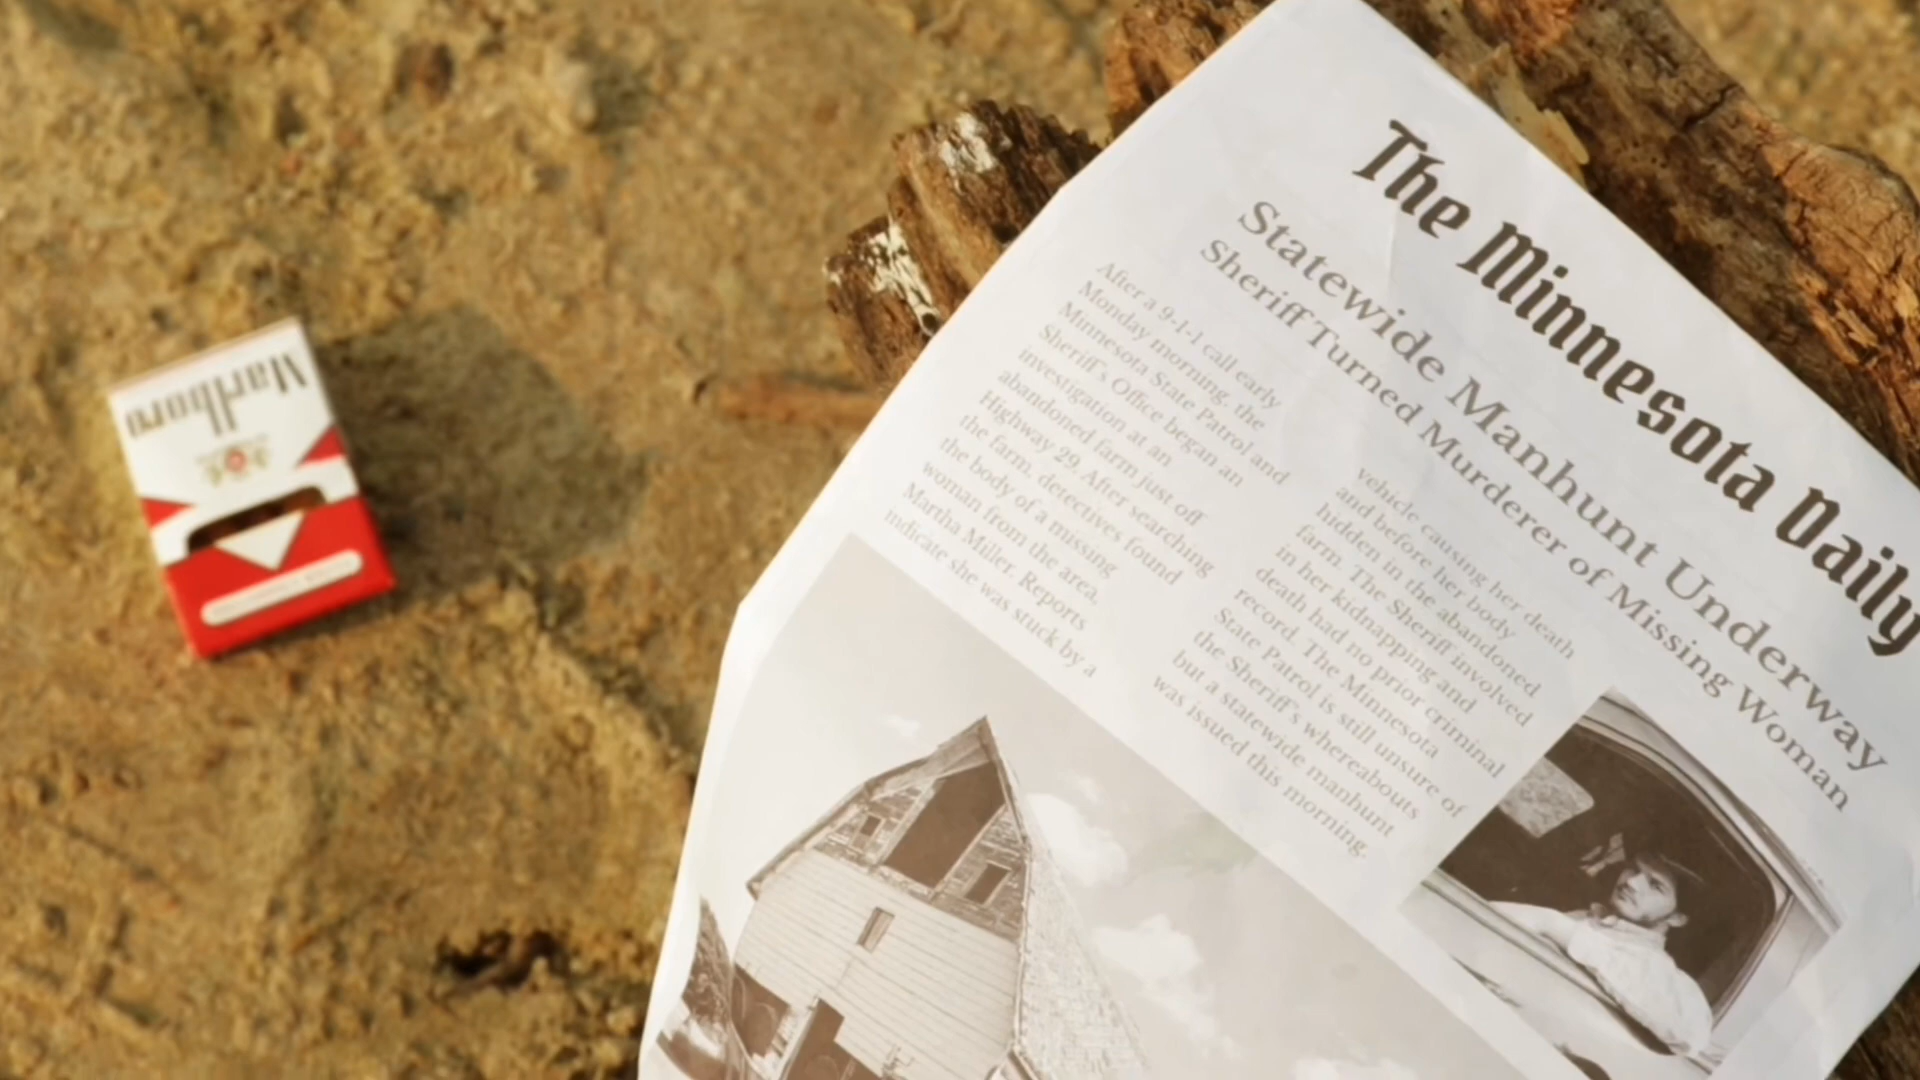 The Minnesota Daily
Statewide Manhunt Underway
Sheriff Turned Murderer of Missing Woman
After a 9-1-1 call early
Monday morning, the
Minnesota State Patrol and
Sheriff's Office began an
investigation at an
abandoned farm just off
Highway 29. After searching
the farm, detectives found
the body of a missing
woman from the area,
Martha Miller. Reports
indicate she was stuck by a
vehicle causing her death
and before her body
hidden in the abandoned
farm. The Sheriff involved
in her kidnapping and
death had no prior criminal
record. The Minnesota
State Patrol is still unsure of
the Sheriff's whereabouts
but a statewide manhunt
was issued this morning.
Marlboro